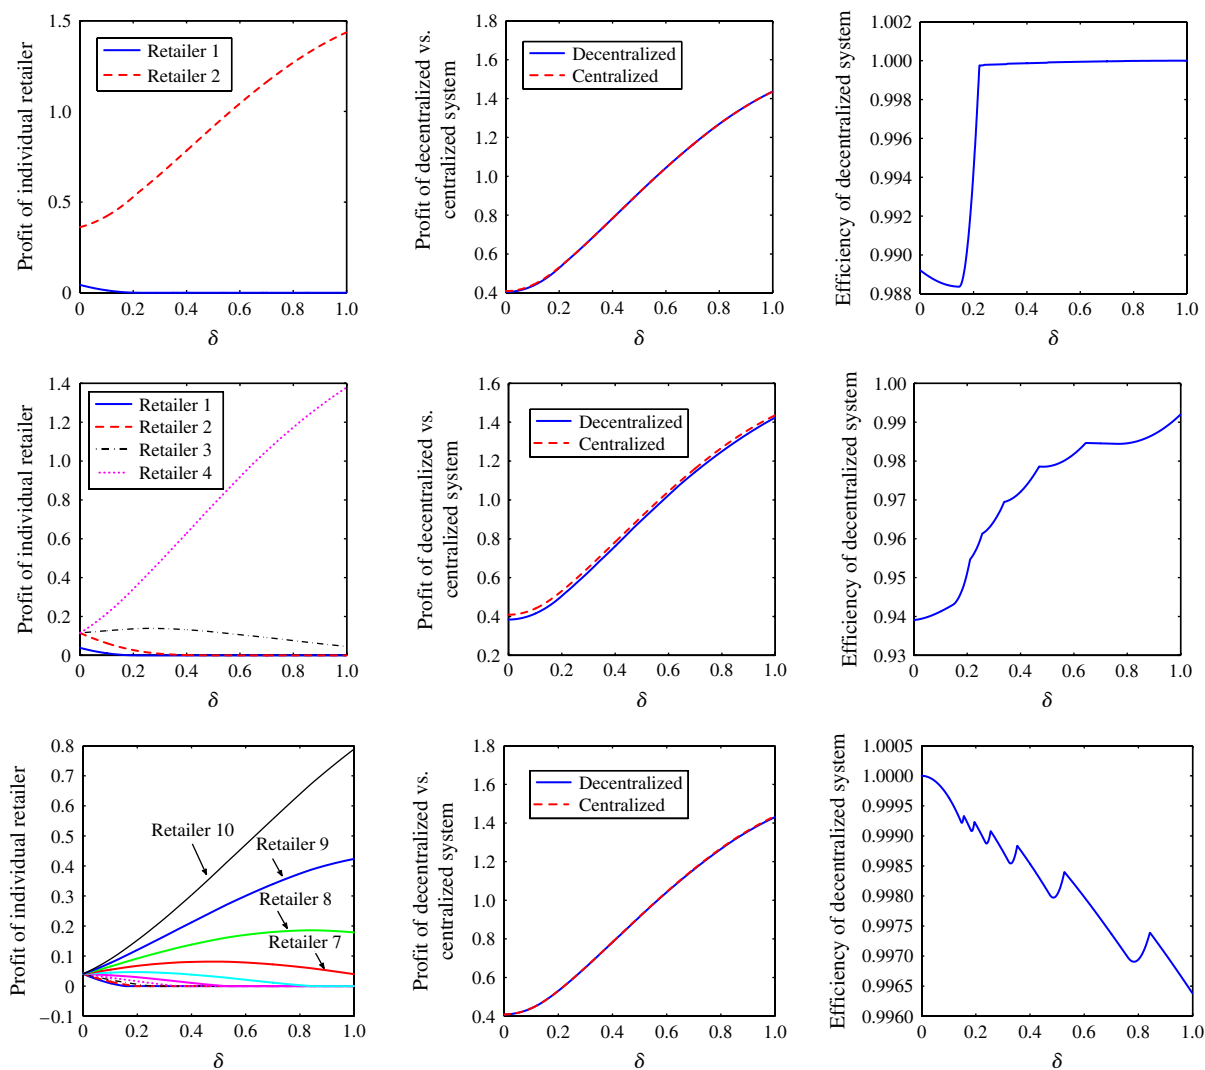 Profit of individual retailer
1.5
1.0
0.5
0
Retailer 1
Retailer 2
0 0.2 0.4 0.6 0.8 1.0
δ
Profit of decentralized vs.
centralized system
1.8
1.6
1.4
1.2
1.0
0.8
0.6
0.4
Decentralized
Centralized
0 0.2 0.4 0.6 0.8 1.0
δ
Efficiency of decentralized system
1.002
1.000
0.998
0.996
0.994
0.992
0.990
0.988
0 0.2 0.4 0.6 0.8 1.0
δ
Profit of individual retailer
1.4
1.2
1.0
0.8
0.6
0.4
0.2
0
Retailer 1
Retailer 2
Retailer 3
Retailer 4
0 0.2 0.4 0.6 0.8 1.0
δ
Profit of decentralized vs.
centralized system
1.6
1.4
1.2
1.0
0.8
0.6
0.4
0.2
Decentralized
Centralized
0 0.2 0.4 0.6 0.8 1.0
δ
Efficiency of decentralized system
1.00
0.99
0.98
0.97
0.96
0.95
0.94
0.93
0 0.2 0.4 0.6 0.8 1.0
δ
Profit of individual retailer
0.8
0.7
0.6
0.5
0.4
0.3
0.2
0.1
0
−0.1
Retailer 10
Retailer 9
Retailer 8
Retailer 7
0 0.2 0.4 0.6 0.8 1.0
δ
Profit of decentralized vs.
centralized system
1.8
1.6
1.4
1.2
1.0
0.8
0.6
0.4
Decentralized
Centralized
0 0.2 0.4 0.6 0.8 1.0
δ
Efficiency of decentralized system
1.0005
1.0000
0.9995
0.9990
0.9985
0.9980
0.9975
0.9970
0.9965
0.9960
0 0.2 0.4 0.6 0.8 1.0
δ